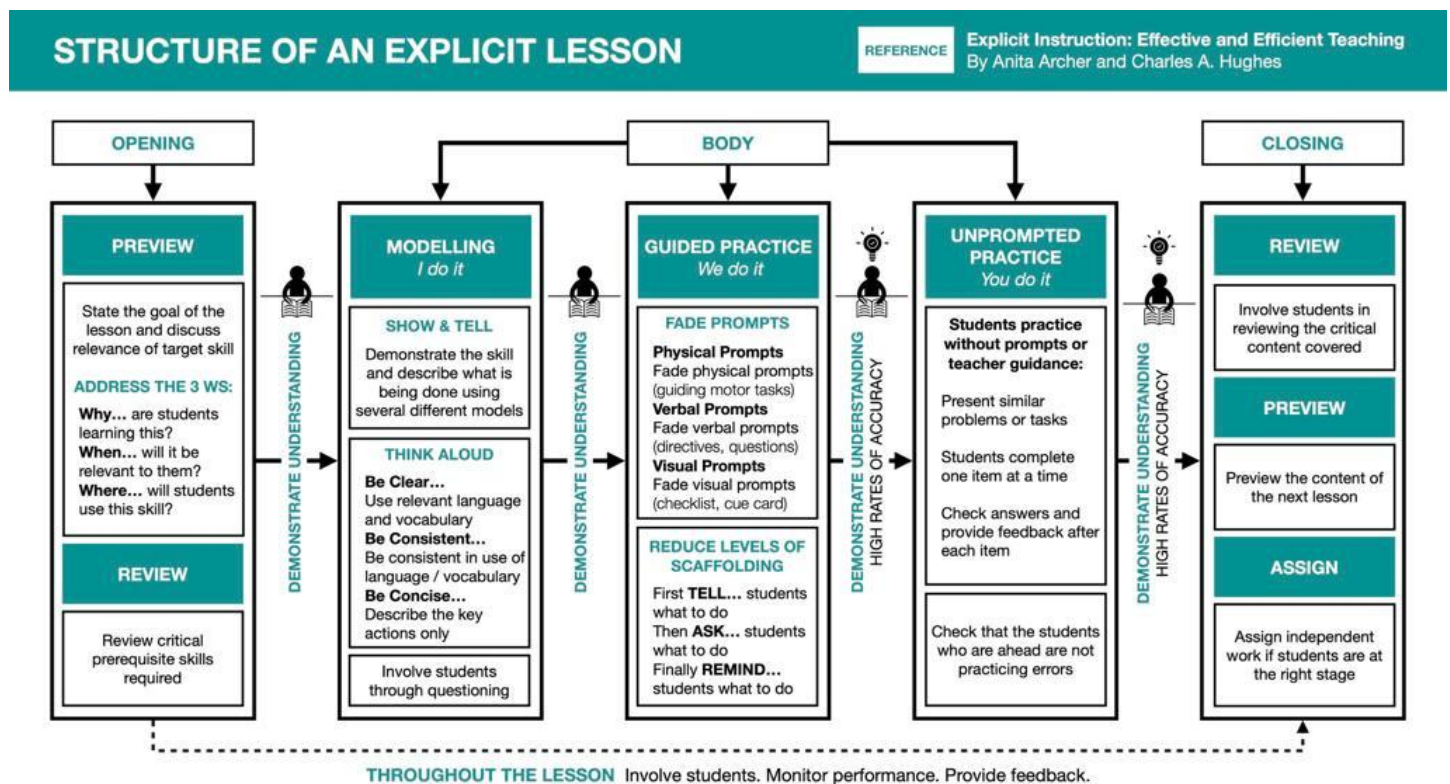 STRUCTURE OF AN EXPLICIT LESSON
REFERENCE
Explicit Instruction: Effective and Efficient Teaching
By Anita Archer and Charles A. Hughes
OPENING
PREVIEW
State the goal of the
lesson and discuss
relevance of target skill
ADDRESS THE 3 WS:
Why... are students
learning this?
When... will it be
relevant to them?
Where... will students
use this skill?
REVIEW
Review critical
prerequisite skills
required
DEMONSTRATE UNDERSTANDING
BODY
MODELLING
I do it
SHOW & TELL
Demonstrate the skill
and describe what is
being done using
several different models
THINK ALOUD
Be Clear...
Use relevant language
and vocabulary
Be Consistent...
Be consistent in use of
language / vocabulary
Be Concise...
Describe the key
actions only
Involve students
through questioning
DEMONSTRATE UNDERSTANDING
GUIDED PRACTICE
We do it
FADE PROMPTS
Physical Prompts
Fade physical prompts
(guiding motor tasks)
Verbal Prompts
Fade verbal prompts
(directives, questions)
Visual Prompts
Fade visual prompts
(checklist, cue card)
REDUCE LEVELS OF
SCAFFOLDING
First TELL... students
what to do
Then ASK... students
what to do
Finally REMIND...
students what to do
DEMONSTRATE UNDERSTANDING
HIGH RATES OF ACCURACY
UNPROMPTED
PRACTICE
You do it
Students practice
without prompts or
teacher guidance:
Present similar
problems or tasks
Students complete
one item at a time
Check answers and
provide feedback after
each item
Check that the students
who are ahead are not
practicing errors
DEMONSTRATE UNDERSTANDING
HIGH RATES OF ACCURACY
CLOSING
REVIEW
Involve students in
reviewing the critical
content covered
PREVIEW
Preview the content of
the next lesson
ASSIGN
Assign independent
work if students are at
the right stage
THROUGHOUT THE LESSON Involve students. Monitor performance. Provide feedback.